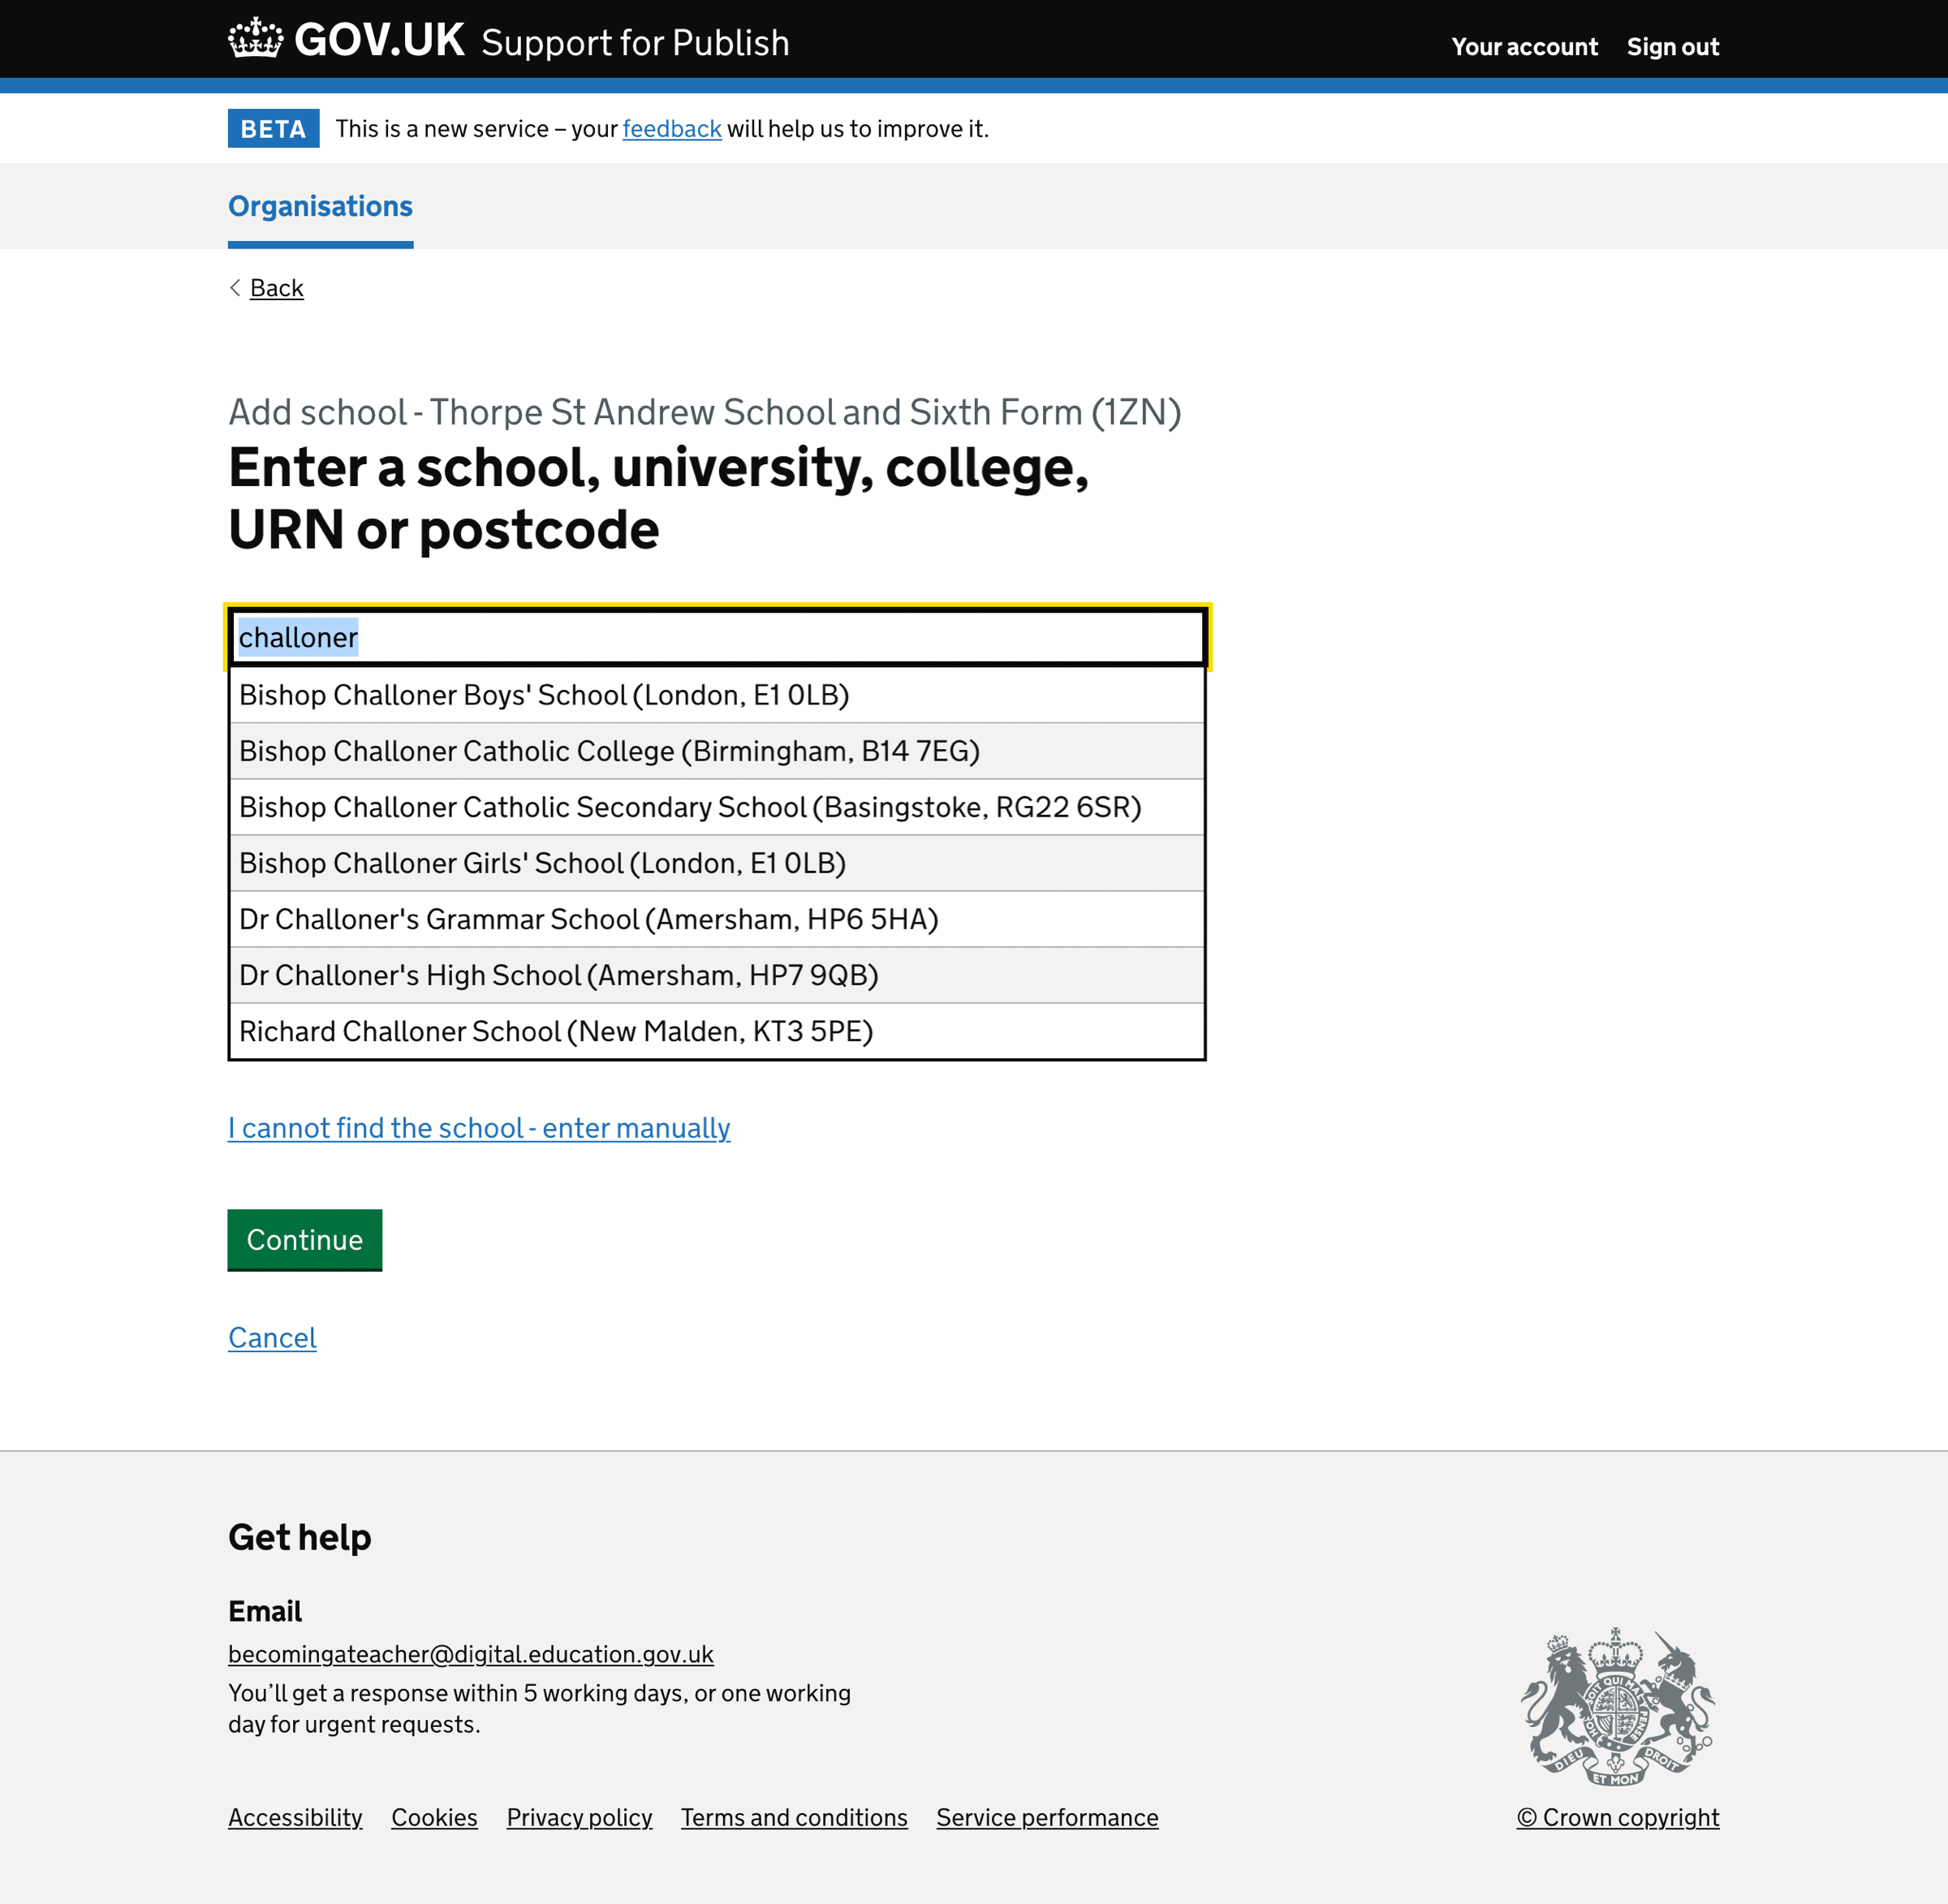 GOV.UK Support for Publish
Your account Sign out
BETA This is a new service – your feedback will help us to improve it.
Organisations
Back
Add school - Thorpe St Andrew School and Sixth Form (1ZN)
Enter a school, university, college,
URN or postcode
challoner
Bishop Challoner Boys' School (London, E1 0LB)
Bishop Challoner Catholic College (Birmingham, B14 7EG)
Bishop Challoner Catholic Secondary School (Basingstoke, RG22 6SR)
Bishop Challoner Girls' School (London, E1 0LB)
Dr Challoner's Grammar School (Amersham, HP6 5HA)
Dr Challoner's High School (Amersham, HP7 9QB)
Richard Challoner School (New Malden, KT3 5PE)
I cannot find the school - enter manually
Continue
Cancel
Get help
Email
becomingateacher@digital.education.gov.uk
You’ll get a response within 5 working days, or one working
day for urgent requests.
DIEU ET MON DROIT
Accessibility Cookies Privacy policy Terms and conditions Service performance
© Crown copyright